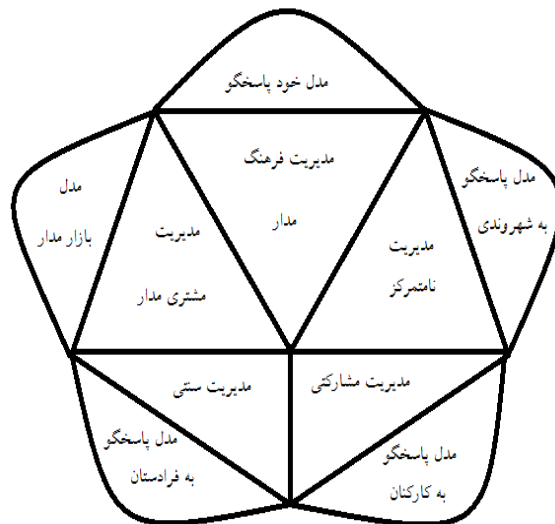 مدل خود پاسخگو
مدیریت فرهنگ
مدار
مدل پاسخگو
به شهروندی
مدل
بازار مدار
مدیریت
نامتمرکز
مدیریت
مشتری مدار
مدیریت مشارکتی
مدیریت سنتی
مدل پاسخگو
به کارکنان
مدل پاسخگو
به فرادستان